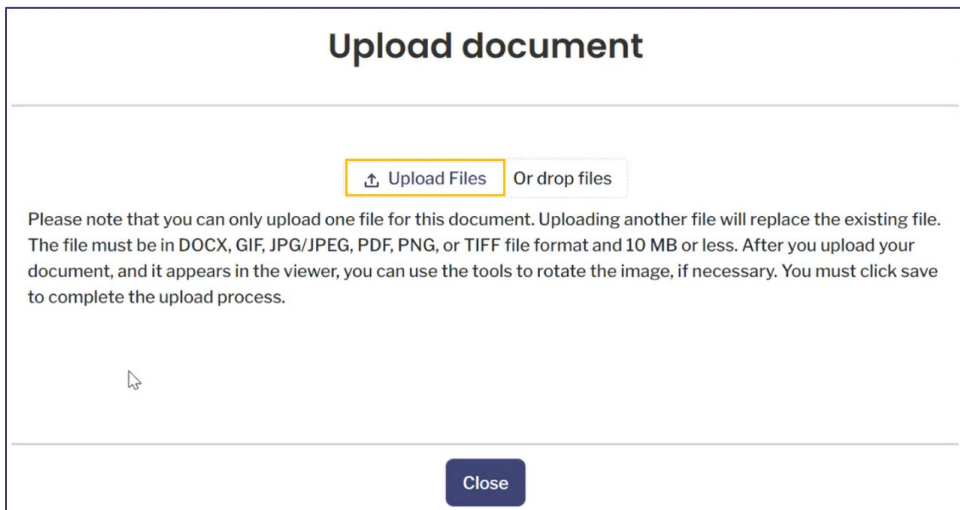 Upload document
Upload Files
Or drop files
Please note that you can only upload one file for this document. Uploading another file will replace the existing file.
The file must be in DOCX, GIF, JPG/JPEG, PDF, PNG, or TIFF file format and 10 MB or less. After you upload your
document, and it appears in the viewer, you can use the tools to rotate the image, if necessary. You must click save
to complete the upload process.
Close